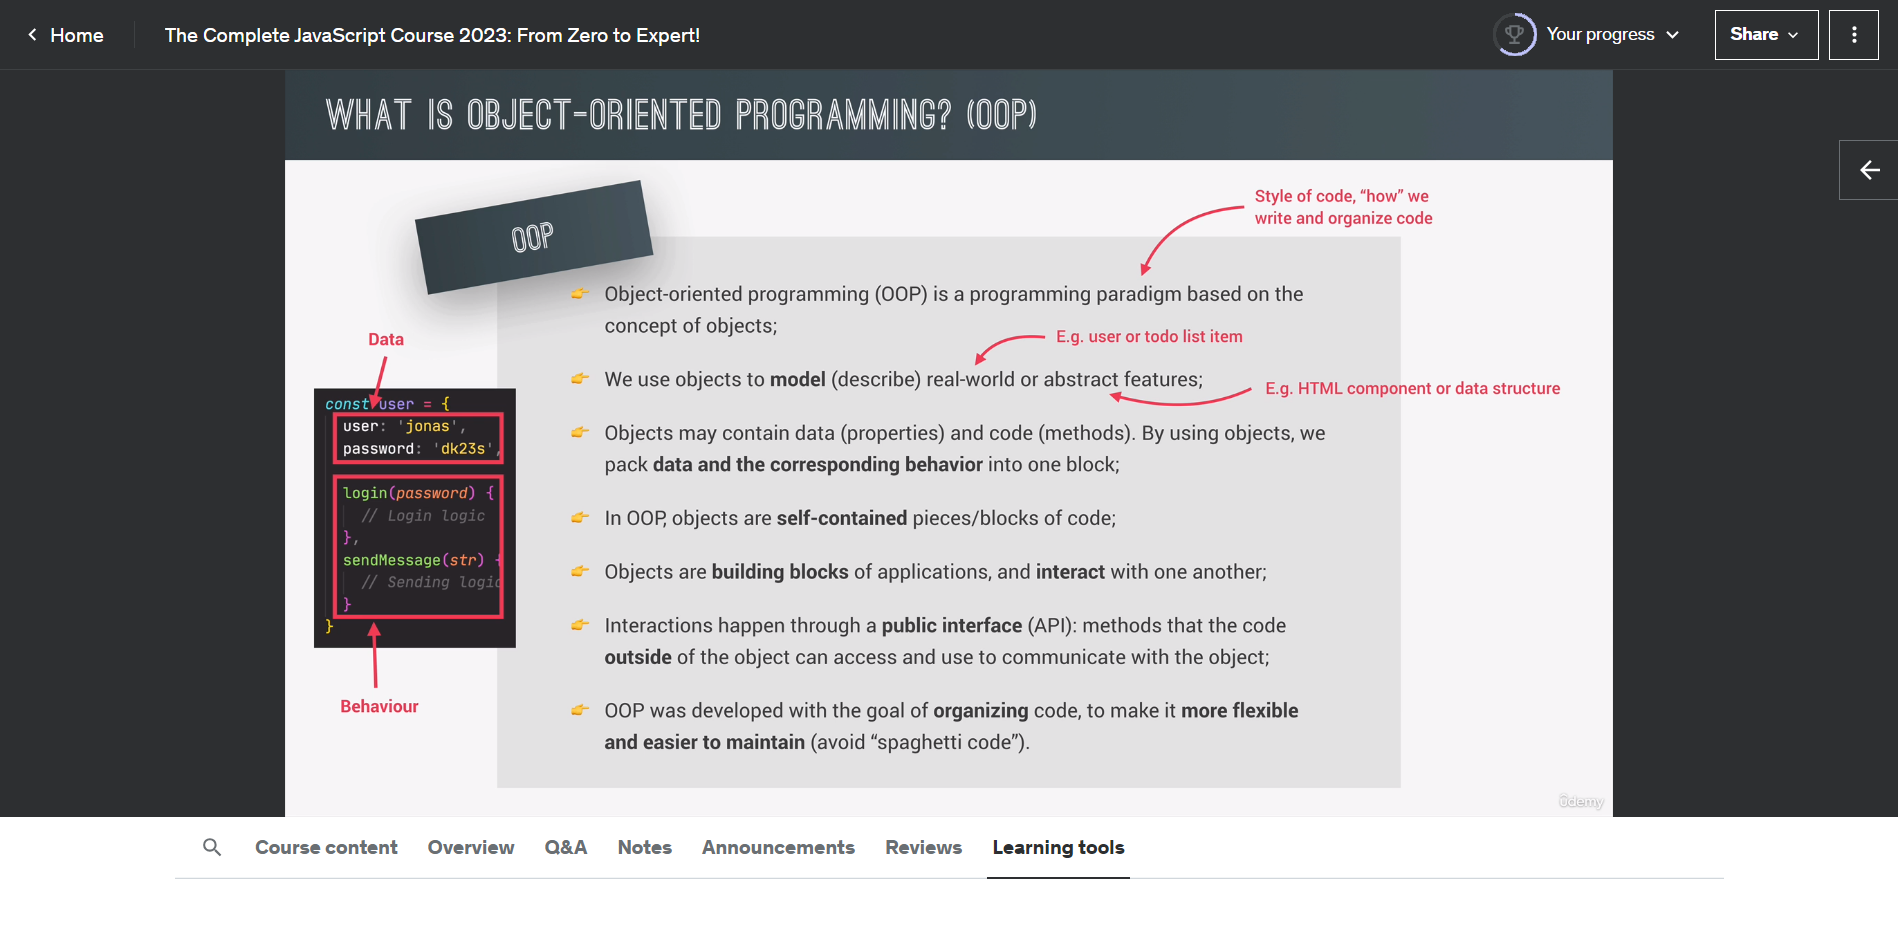 Home
The Complete JavaScript Course 2023: From Zero to Expert!
Your progress
Share
WHAT IS OBJECT-ORIENTED PROGRAMMING? (OOP)
OOP
Style of code, “how” we
write and organize code
Object-oriented programming (OOP) is a programming paradigm based on the
concept of objects;
E.g. user or todo list item
We use objects to model (describe) real-world or abstract features;
E.g. HTML component or data structure
Objects may contain data (properties) and code (methods). By using objects, we
pack data and the corresponding behavior into one block;
In OOP, objects are self-contained pieces/blocks of code;
Objects are building blocks of applications, and interact with one another;
Interactions happen through a public interface (API): methods that the code
outside of the object can access and use to communicate with the object;
OOP was developed with the goal of organizing code, to make it more flexible
and easier to maintain (avoid “spaghetti code”).
Data
const user = {
user: 'jonas',
password: 'dk23s',
login(password) {
// Login logic
},
sendMessage(str) {
// Sending logic
}
}
Behaviour
ûdemy
Course content
Overview
Q&A
Notes
Announcements
Reviews
Learning tools